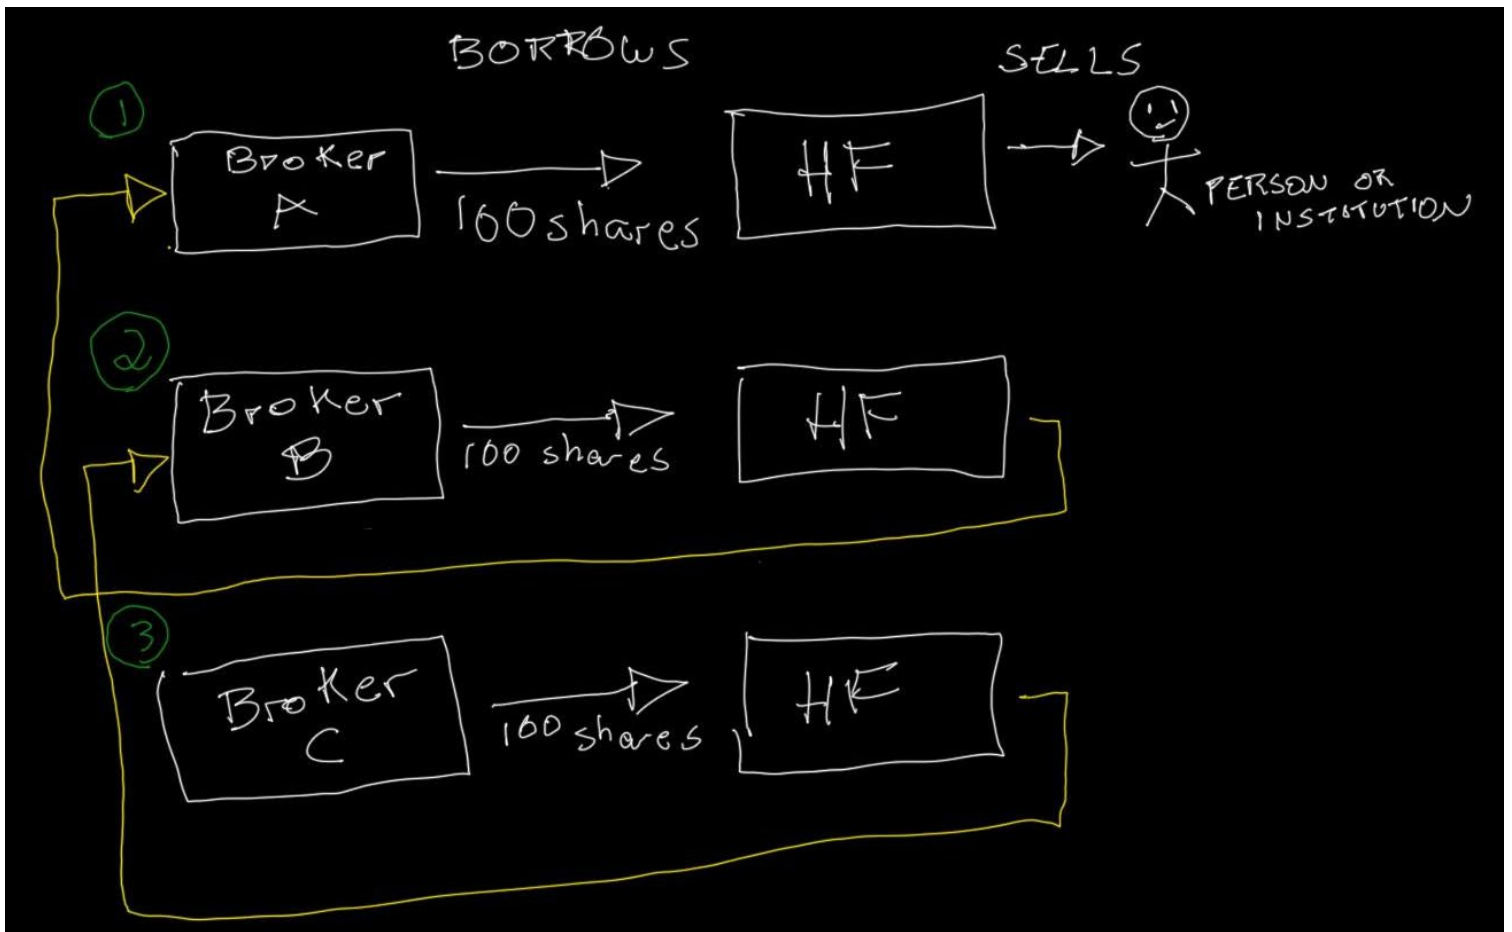 BORROWS
SELLS
1
Broker
A
100 shares
HF
PERSON OR
INSTITUTION
2
Broker
B
100 shares
HF
3
Broker
C
100 shares
HF